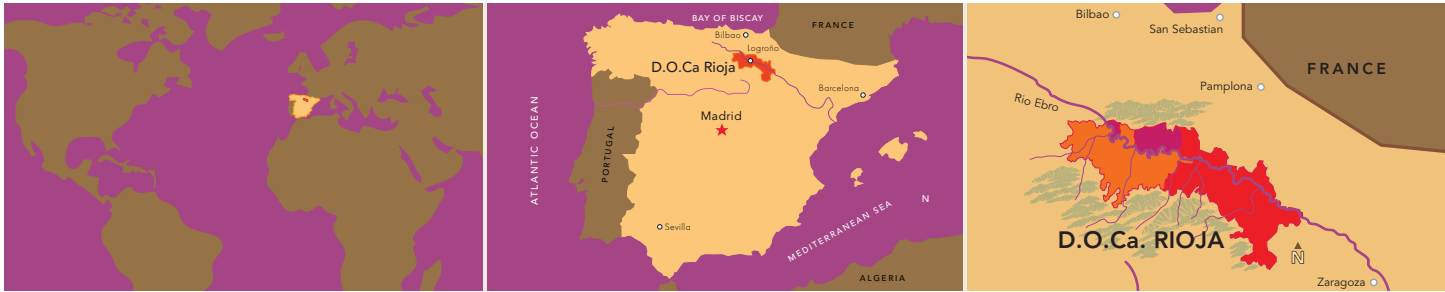 BAY OF BISCAY
FRANCE
Bilbao
Logroño
D.O.Ca Rioja
Barcelona
Madrid
ATLANTIC OCEAN
PORTUGAL
N
MEDITERRANEAN SEA
Sevilla
ALGERIA
Bilbao
San Sebastian
FRANCE
Pamplona
Rio Ebro
D.O.Ca. RIOJA
N
Zaragoza